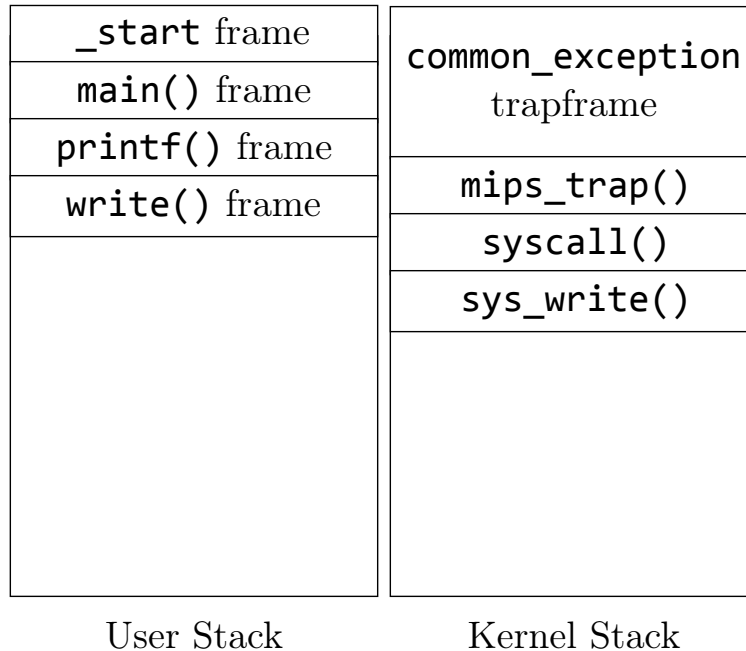 _start frame
main() frame
printf() frame
write() frame
User Stack
common_exception
trapframe
mips_trap()
syscall()
sys_write()
Kernel Stack